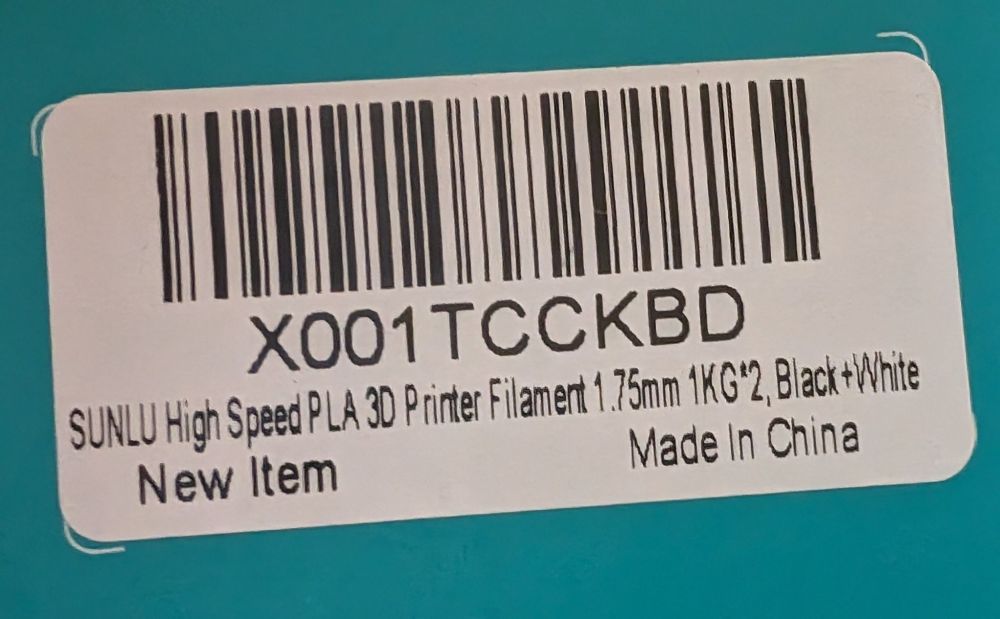 X001TCCKBD
SUNLU High Speed PLA 3D Printer Filament 1.75mm 1KG*2, Black+White
New Item Made In China